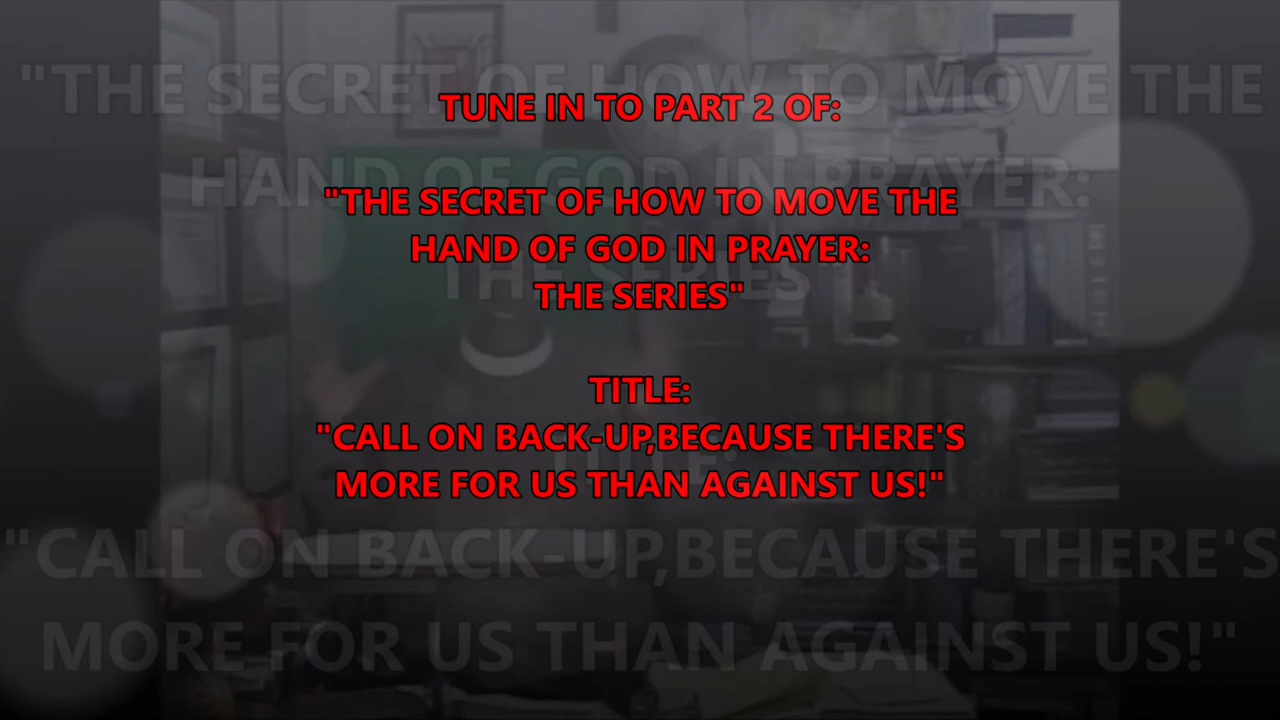 TUNE IN TO PART 2 OF:
"THE SECRET OF HOW TO MOVE THE
HAND OF GOD IN PRAYER:
THE SERIES"
TITLE:
"CALL ON BACK-UP,BECAUSE THERE'S
MORE FOR US THAN AGAINST US!"
"THE SECRET OF HOW TO MOVE THE
HAND OF GOD IN PRAYER:
THE SERIES"
TITLE:
"CALL ON BACK-UP,BECAUSE THERE'S
MORE FOR US THAN AGAINST US!"